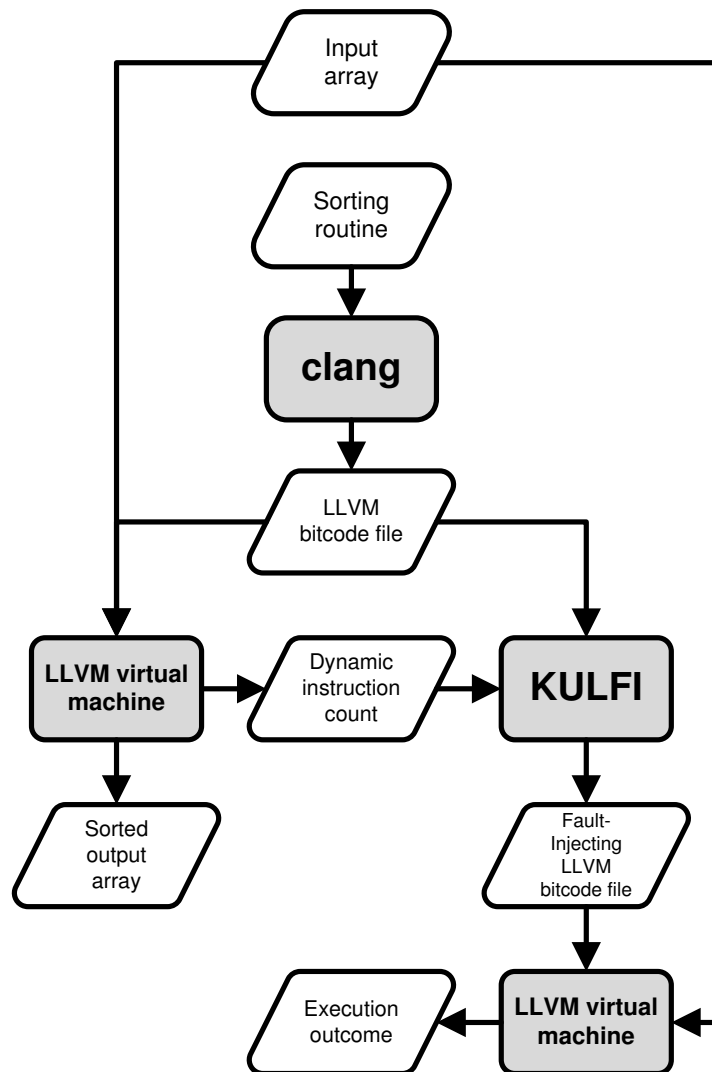 Input
array
Sorting
routine
clang
LLVM
bitcode file
LLVM virtual
machine
Dynamic
instruction
count
KULFI
Sorted
output
array
Fault-
Injecting
LLVM
bitcode file
Execution
outcome
LLVM virtual
machine